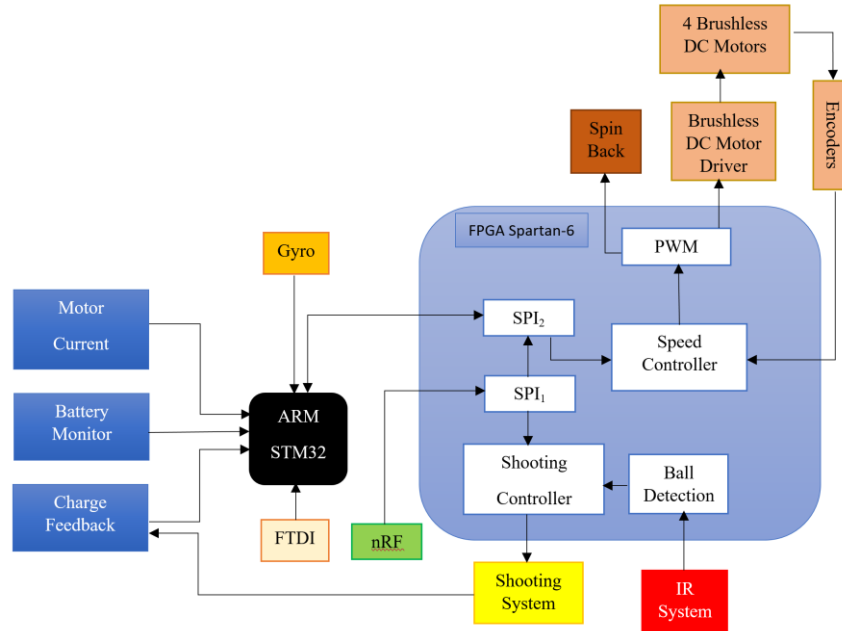 4 Brushless
DC Motors
Spin
Back
Brushless
DC Motor
Driver
Encoders
FPGA Spartan-6
PWM
Gyro
Motor
Current
SPI₂
Speed
Controller
Battery
Monitor
ARM
STM32
SPI₁
Shooting
Controller
Ball
Detection
Charge
Feedback
FTDI
nRF
Shooting
System
IR
System